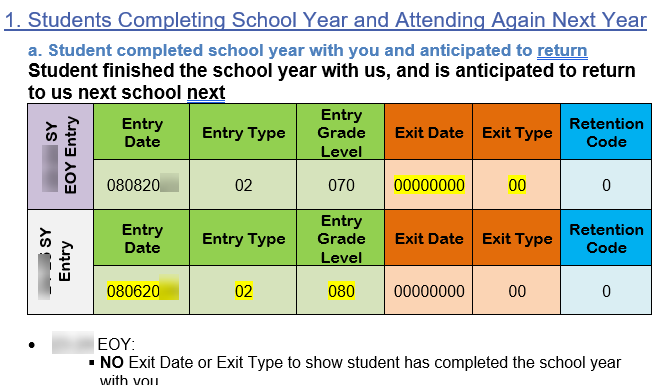 1. Students Completing School Year and Attending Again Next Year
a. Student completed school year with you and anticipated to return
Student finished the school year with us, and is anticipated to return
to us next school next
SY
EOY Entry
Entry Date
Entry Type
Entry Grade Level
Exit Date
Exit Type
Retention Code
080820
02
070
00000000
00
0
SY
Entry
Entry Date
Entry Type
Entry Grade Level
Exit Date
Exit Type
Retention Code
080620
02
080
00000000
00
0
• EOY:
▪ NO Exit Date or Exit Type to show student has completed the school year
with you